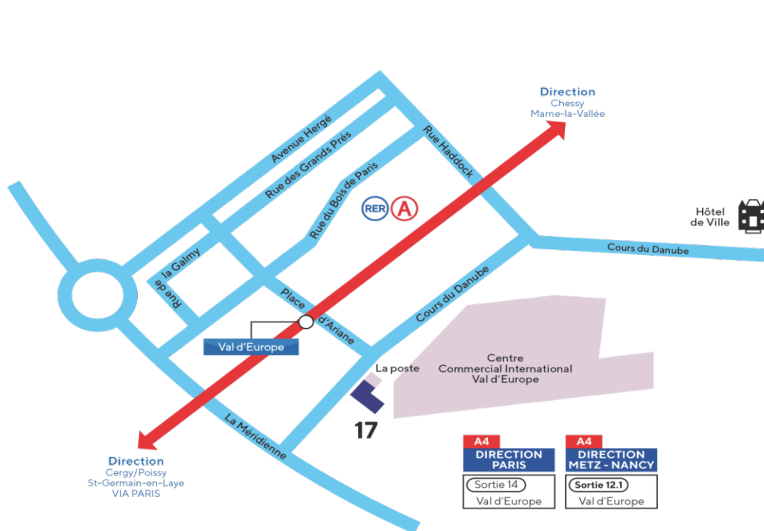 Direction
Chessy
Marne-la-Vallée
Avenue Hergé
Rue des Grands Prés
Rue Haddock
Rue du Bois de Paris
RER A
Hôtel
de Ville
Cours du Danube
Rue de
la Galmy
Place
d'Ariane
Cours du Danube
Val d'Europe
La poste
Centre
Commercial International
Val d'Europe
17
La Méridienne
Direction
Cergy/Poissy
St-Germain-en-Laye
VIA PARIS
A4
DIRECTION
PARIS
Sortie 14
Val d'Europe
A4
DIRECTION
METZ - NANCY
Sortie 12.1
Val d'Europe